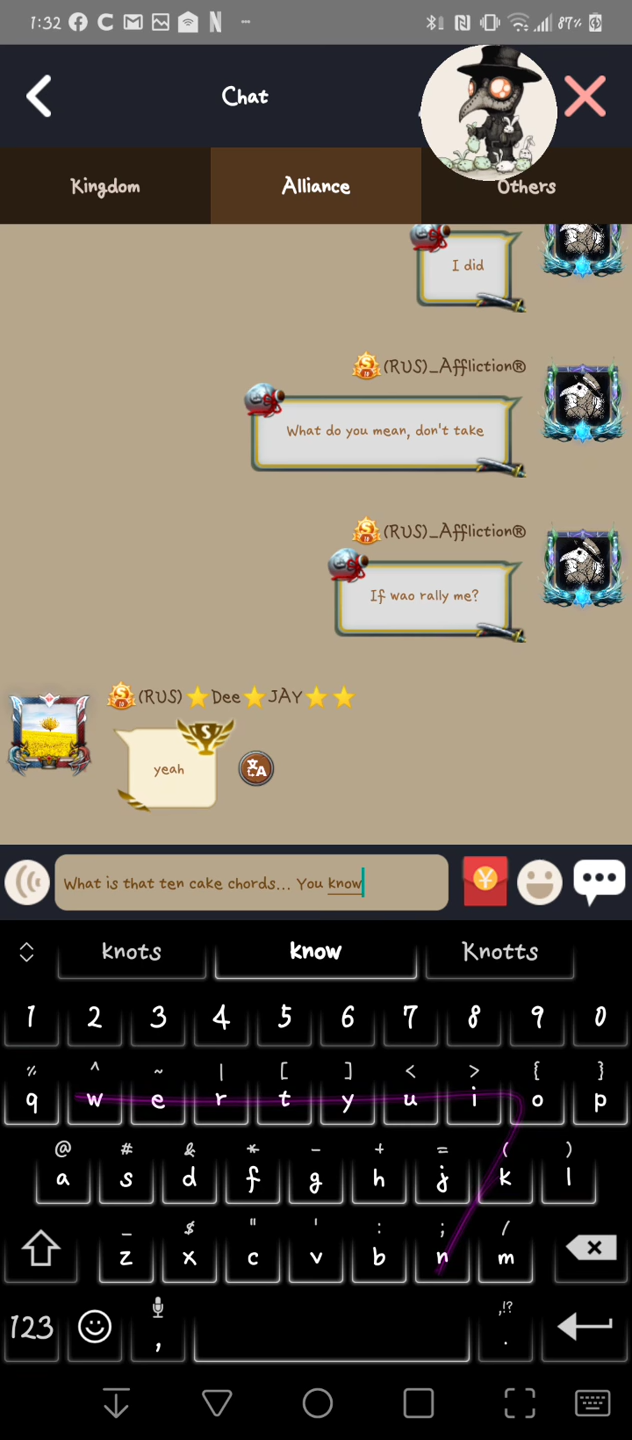 1:32 87%
Chat
Kingdom Alliance Others
I did
(RUS)_Affliction®
What do you mean, don't take
(RUS)_Affliction®
If wao rally me?
(RUS)⭐Dee⭐JAY⭐⭐
yeah
What is that ten cake chords... You know
knots know Knotts
1 2 3 4 5 6 7 8 9 0
% ^ ~ | [ ] < > { }
q w e r t y u i o p
@ # & * - + = ( )
a s d f g h j k l
_ $ " ' : ; /
z x c v b n m
,!?
123 , .